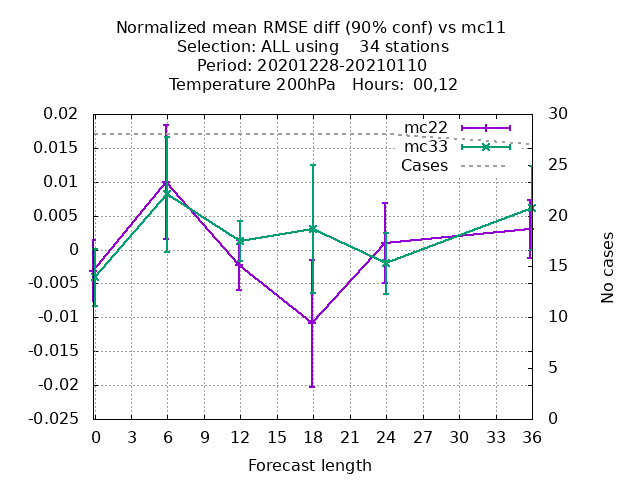 Normalized mean RMSE diff (90% conf) vs mc11
Selection: ALL using    34 stations
Period: 20201228-20210110
Temperature 200hPa   Hours:  00,12
0.02
0.015
0.01
0.005
0
-0.005
-0.01
-0.015
-0.02
-0.025
30
25
20
15
10
5
0
mc22
mc33
Cases
No cases
0 3 6 9 12 15 18 21 24 27 30 33 36
Forecast length